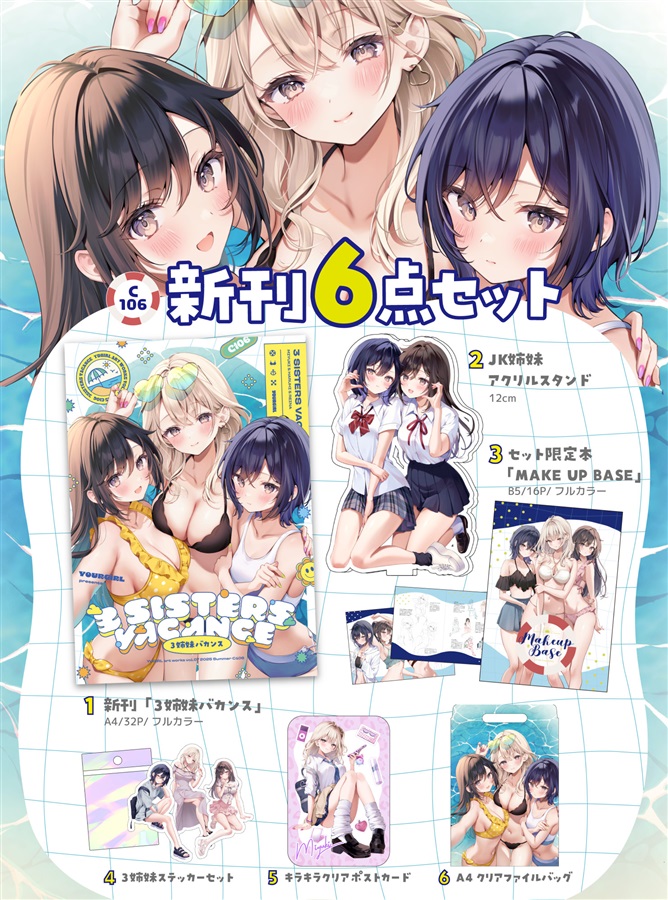 C
106
新刊6点セット
C106
3 SISTERS VAC
YOURGIRL
presents
3 SISTERS
VACANCE
3姉妹バカンス
2 JK姉妹
アクリルスタンド
12cm
3 セット限定本
「MAKE UP BASE」
B5/16P/ フルカラー
Makeup
Base
1 新刊「3姉妹バカンス」
A4/32P/ フルカラー
Miyuki
4 3姉妹ステッカーセット
5 キラキラクリアポストカード
6 A4 クリアファイルバッグ